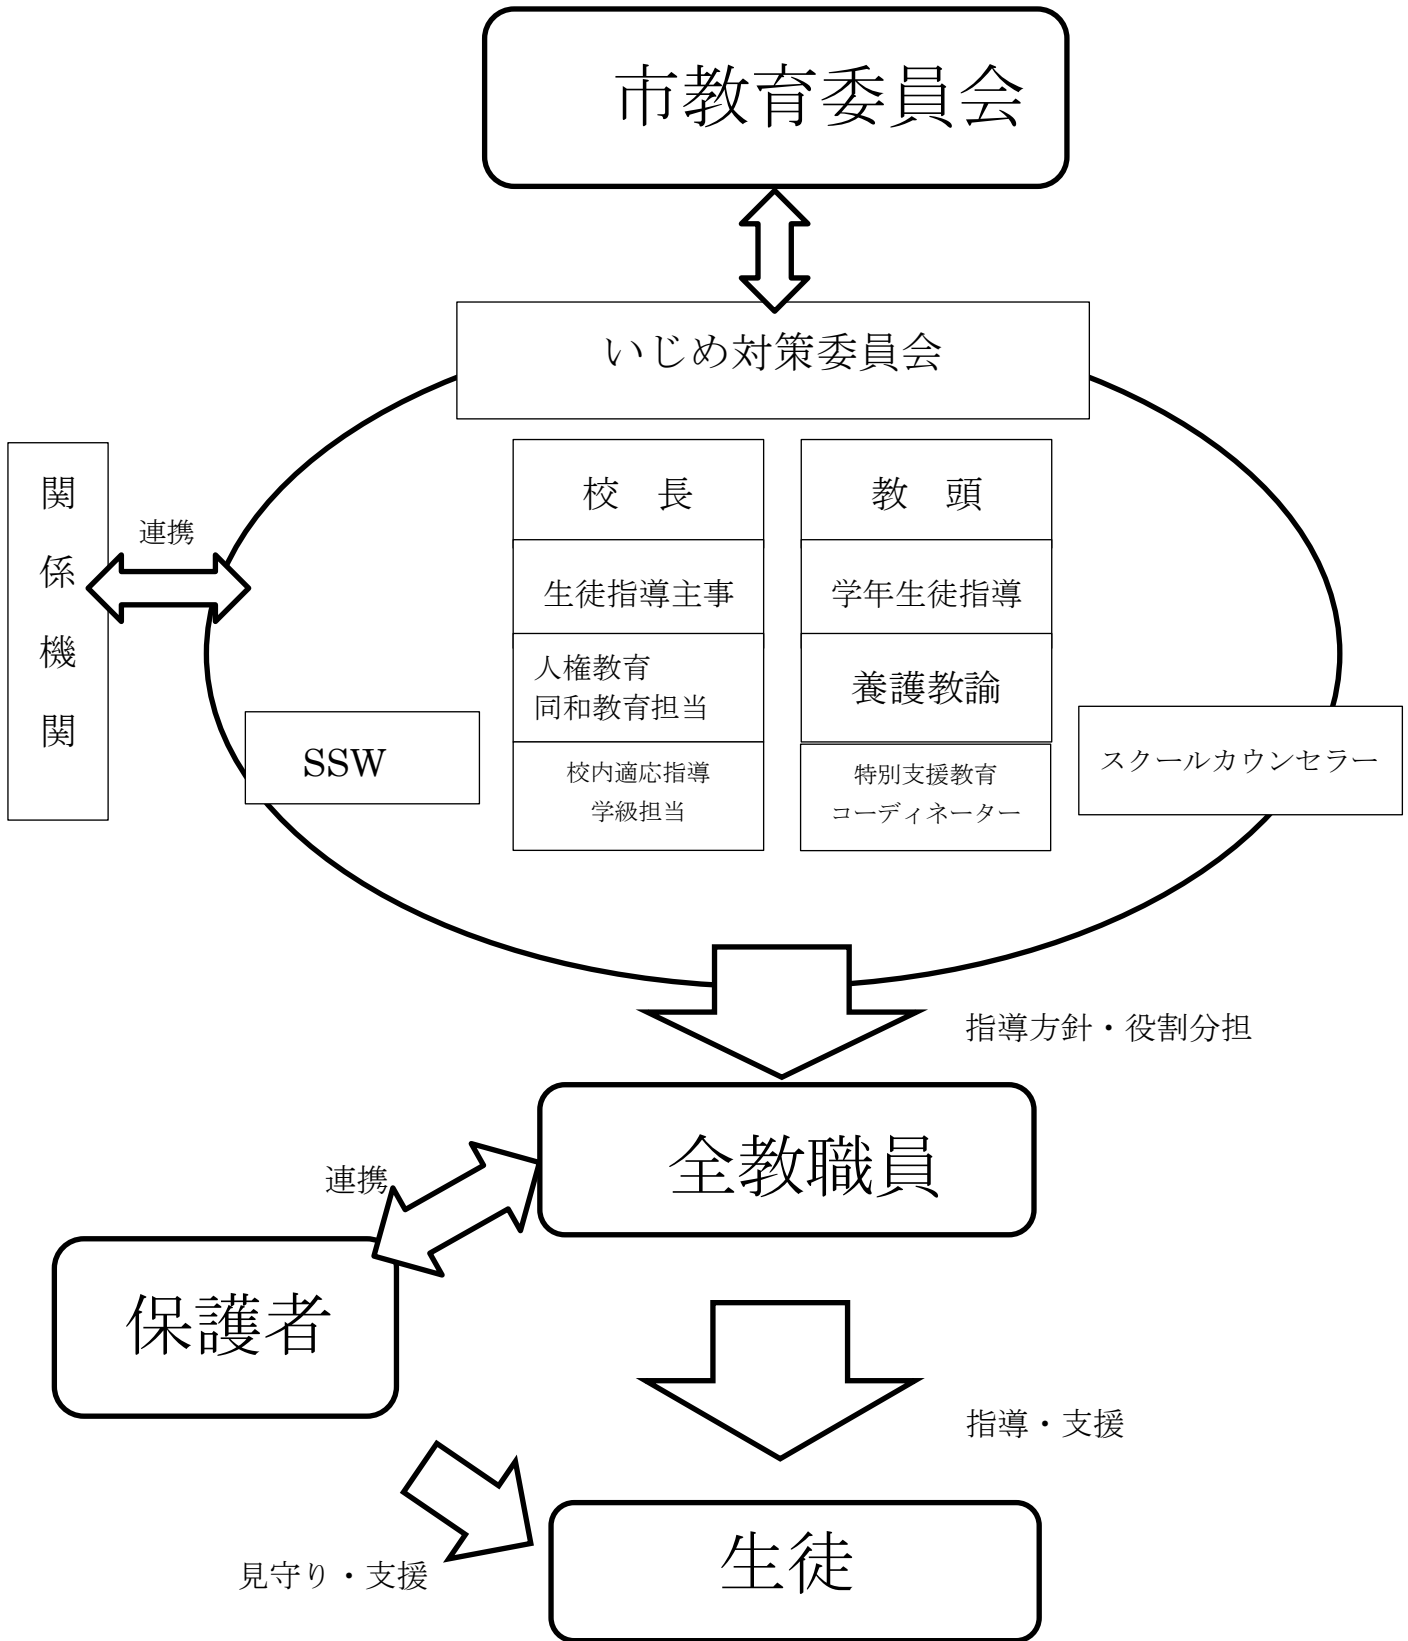 市教育委員会
いじめ対策委員会
関係機関
連携
校　長
教　頭
生徒指導主事
学年生徒指導
人権教育
同和教育担当
養護教諭
SSW
校内適応指導
学級担当
特別支援教育
コーディネーター
スクールカウンセラー
指導方針・役割分担
全教職員
連携
保護者
指導・支援
見守り・支援
生徒